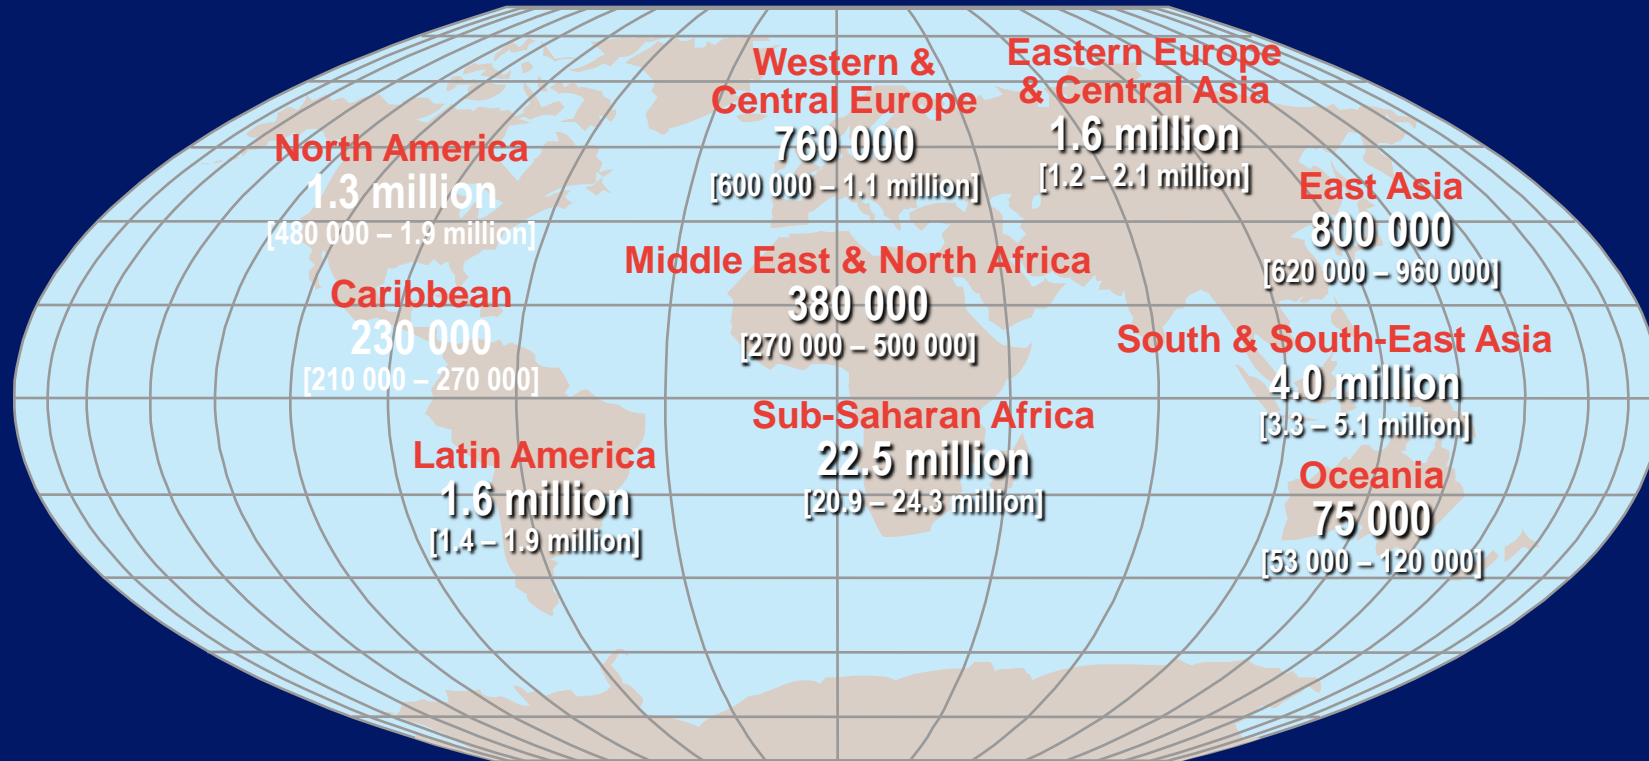 Western &
Central Europe
760 000
[600 000 – 1.1 million]
Eastern Europe
& Central Asia
1.6 million
[1.2 – 2.1 million]
North America
1.3 million
[480 000 – 1.9 million]
East Asia
800 000
[620 000 – 960 000]
Middle East & North Africa
380 000
[270 000 – 500 000]
Caribbean
230 000
[210 000 – 270 000]
South & South-East Asia
4.0 million
[3.3 – 5.1 million]
Sub-Saharan Africa
22.5 million
[20.9 – 24.3 million]
Latin America
1.6 million
[1.4 – 1.9 million]
Oceania
75 000
[53 000 – 120 000]